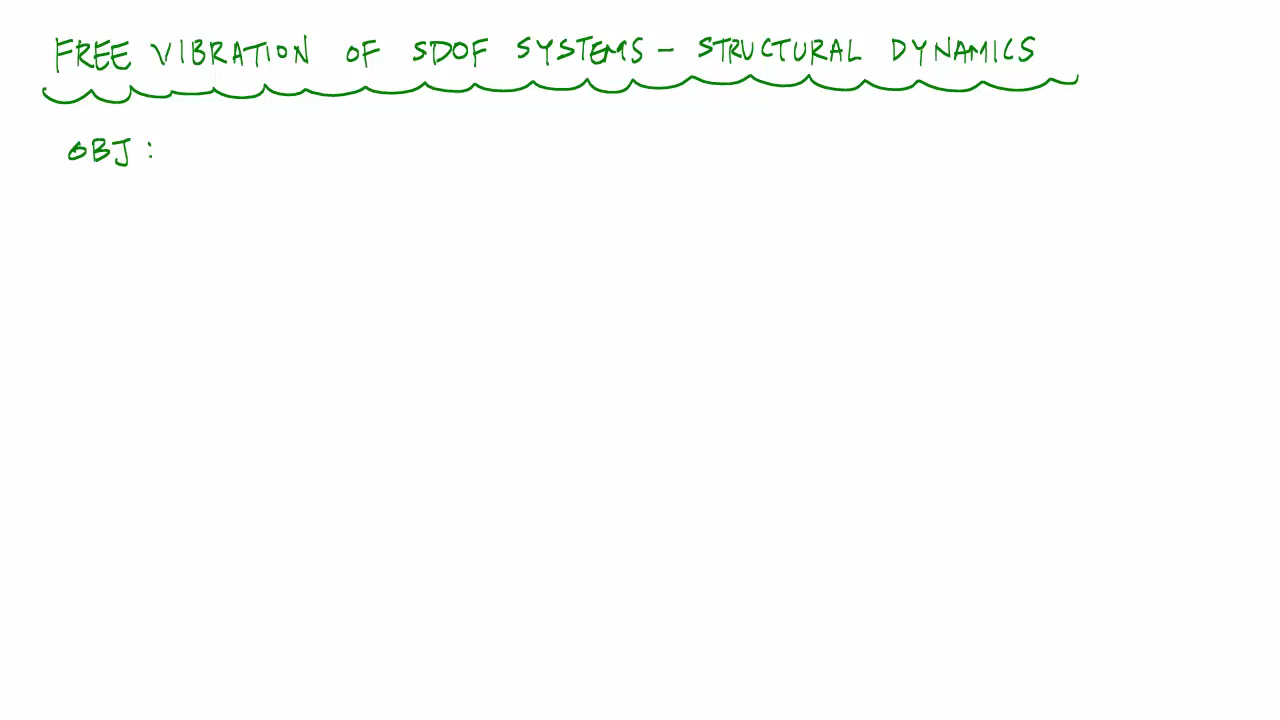 FREE VIBRATION OF SDOF SYSTEMS - STRUCTURAL DYNAMICS
OBJ :